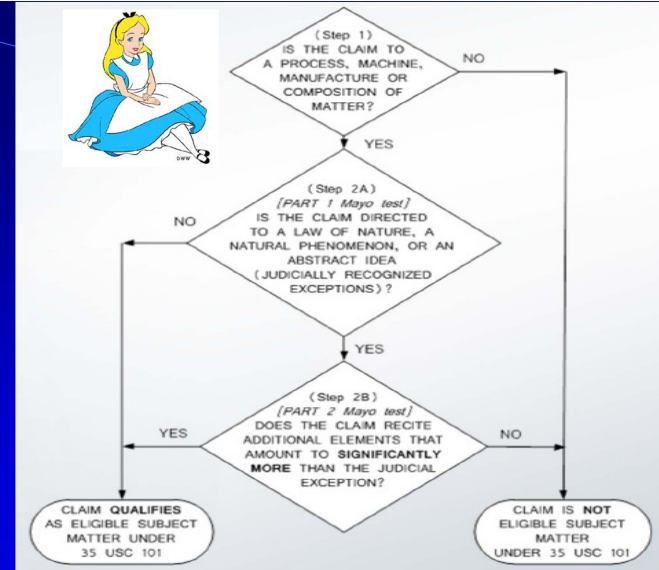 (Step 1)
IS THE CLAIM TO
A PROCESS, MACHINE,
MANUFACTURE OR
COMPOSITION OF
MATTER?
NO
YES
(Step 2A)
[PART 1 Mayo test]
IS THE CLAIM DIRECTED
TO A LAW OF NATURE, A
NATURAL PHENOMENON, OR AN
ABSTRACT IDEA
(JUDICIALLY RECOGNIZED
EXCEPTIONS)?
NO
YES
(Step 2B)
[PART 2 Mayo test]
DOES THE CLAIM RECITE
ADDITIONAL ELEMENTS THAT
AMOUNT TO SIGNIFICANTLY
MORE THAN THE JUDICIAL
EXCEPTION?
YES
NO
CLAIM QUALIFIES
AS ELIGIBLE SUBJECT
MATTER UNDER
35 USC 101
CLAIM IS NOT
ELIGIBLE SUBJECT
MATTER
UNDER 35 USC 101